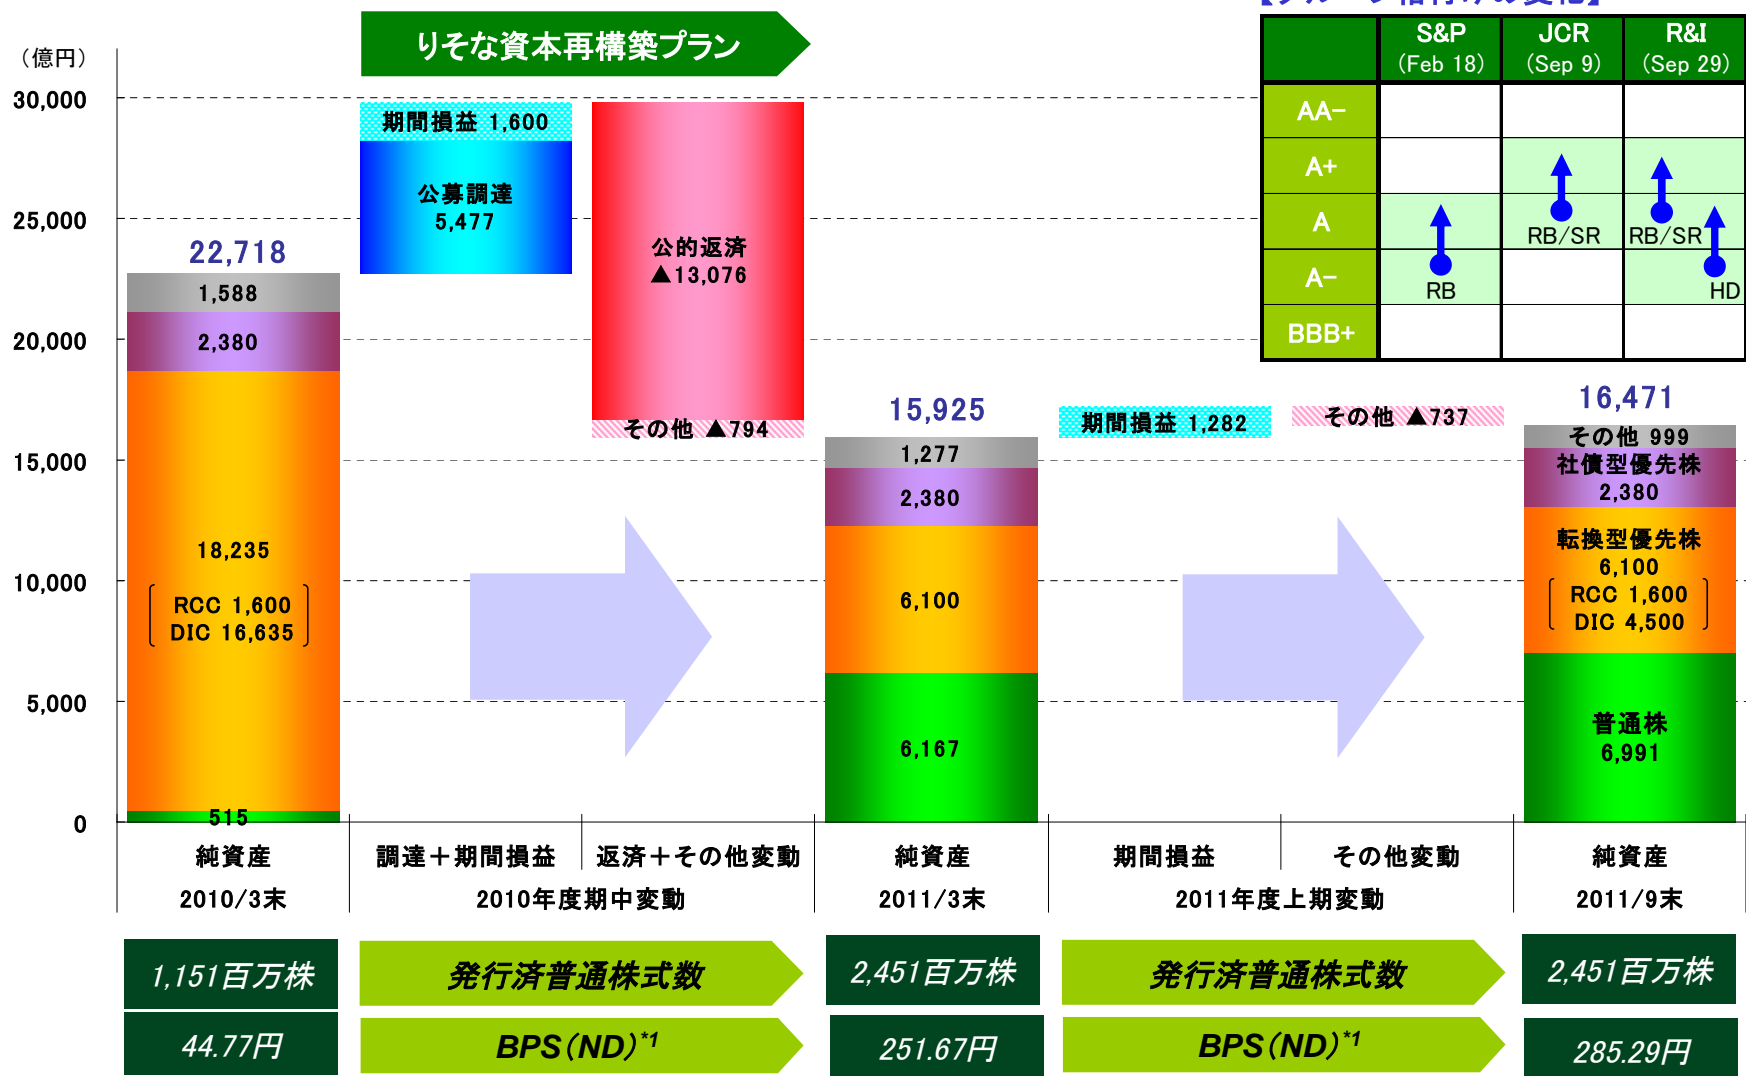 【グループ格付けの変化】
りそな資本再構築プラン
（億円）
S&P
JCR
R&I
(Feb 18)
(Sep 9)
(Sep 29)
AA-
A+
A
A-
BBB+
RB/SR
RB/SR
RB
HD
30,000
25,000
20,000
15,000
10,000
5,000
0
22,718
1,588
2,380
18,235
RCC 1,600
DIC 16,635
515
期間損益 1,600
公募調達
5,477
公的返済
▲13,076
その他 ▲794
15,925
1,277
2,380
6,100
6,167
期間損益 1,282
その他 ▲737
16,471
その他 999
社債型優先株
2,380
転換型優先株
6,100
RCC 1,600
DIC 4,500
普通株
6,991
純資産
調達＋期間損益
返済＋その他変動
純資産
期間損益
その他変動
純資産
2010/3末
2010年度期中変動
2011/3末
2011年度上期変動
2011/9末
1,151百万株
発行済普通株式数
2,451百万株
発行済普通株式数
2,451百万株
44.77円
BPS（ND）*1
251.67円
BPS（ND）*1
285.29円